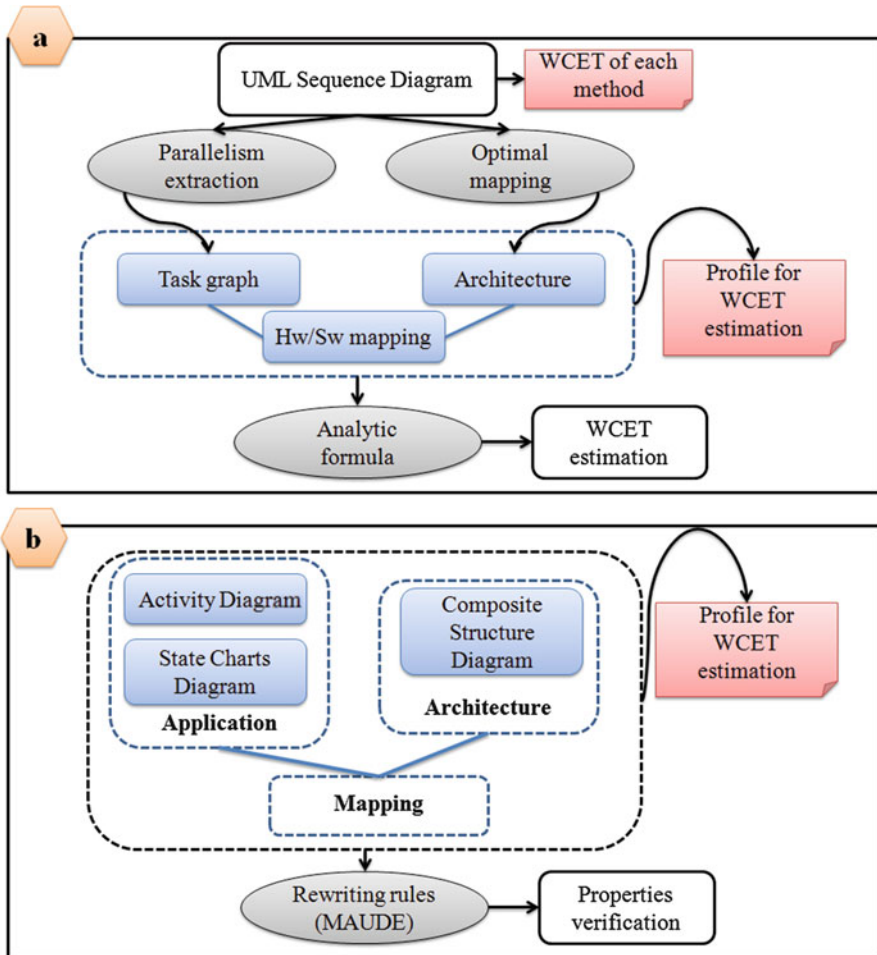 a
UML Sequence Diagram
WCET of each
method
Parallelism
extraction
Optimal
mapping
Task graph
Architecture
Hw/Sw mapping
Profile for
WCET
estimation
Analytic
formula
WCET
estimation
b
Activity Diagram
State Charts
Diagram
Application
Composite
Structure
Diagram
Architecture
Profile for
WCET
estimation
Mapping
Rewriting rules
(MAUDE)
Properties
verification